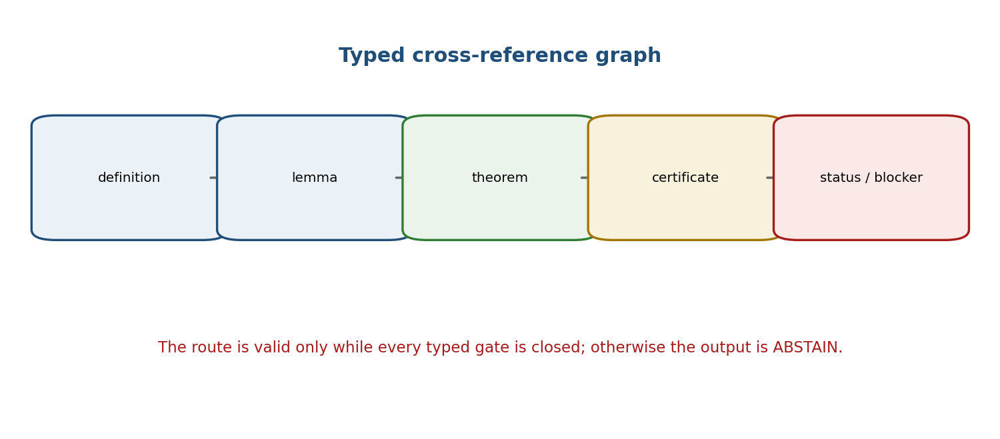 Typed cross-reference graph
definition
lemma
theorem
certificate
status / blocker
The route is valid only while every typed gate is closed; otherwise the output is ABSTAIN.